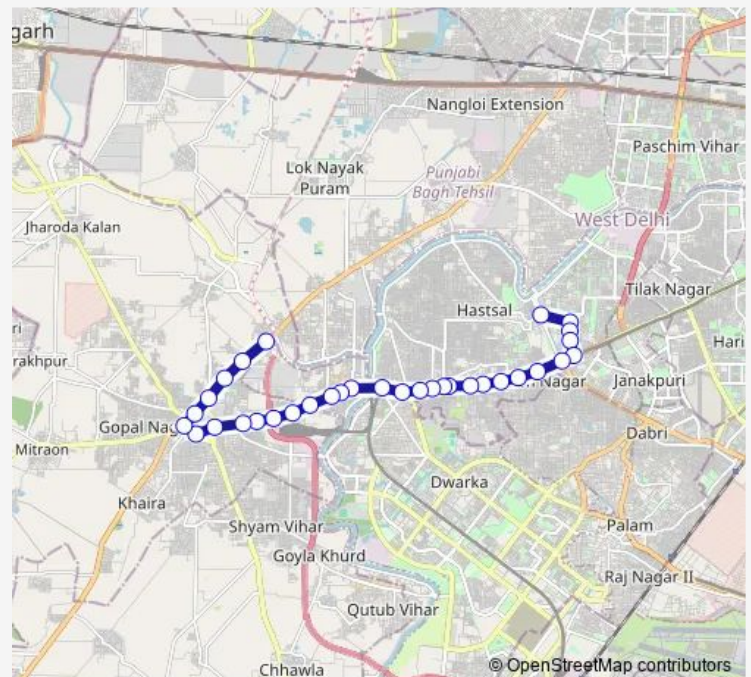 garh
Nangloi Extension
Paschim Vihar
Lok Nayak
Puram
Punjabi
Bagh Tehsil
West Delhi
Jharoda Kalan
Tilak Nagar
Hastsal
Hari
ri
rakhpur
Nagar
Janakpuri
Gopal Nag
Dabri
Mitraon
Dwarka
Khaira
Shyam Vihar
Palam
Goyla Khurd
Raj Nagar II
Qutub Vihar
Chhawla
© OpenStreetMap contributors